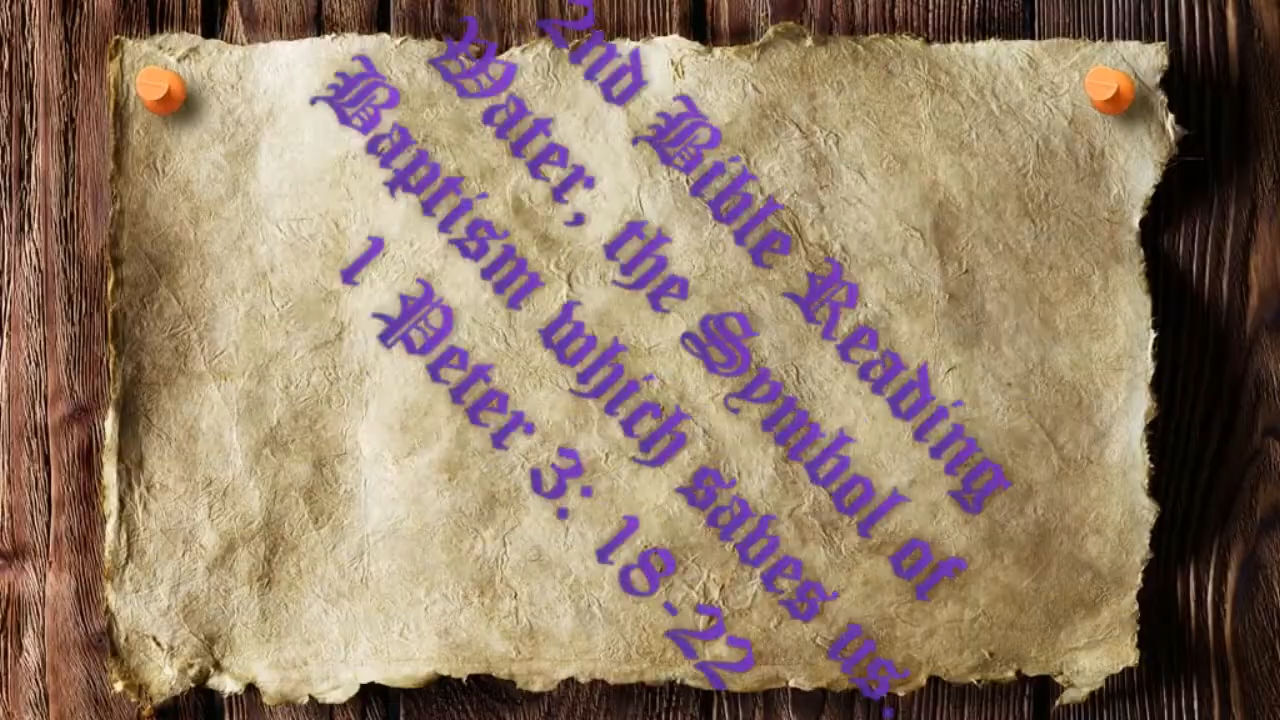 2nd Bible Reading
Water, the Symbol of
Baptism which saves us.
1 Peter 3: 18-22